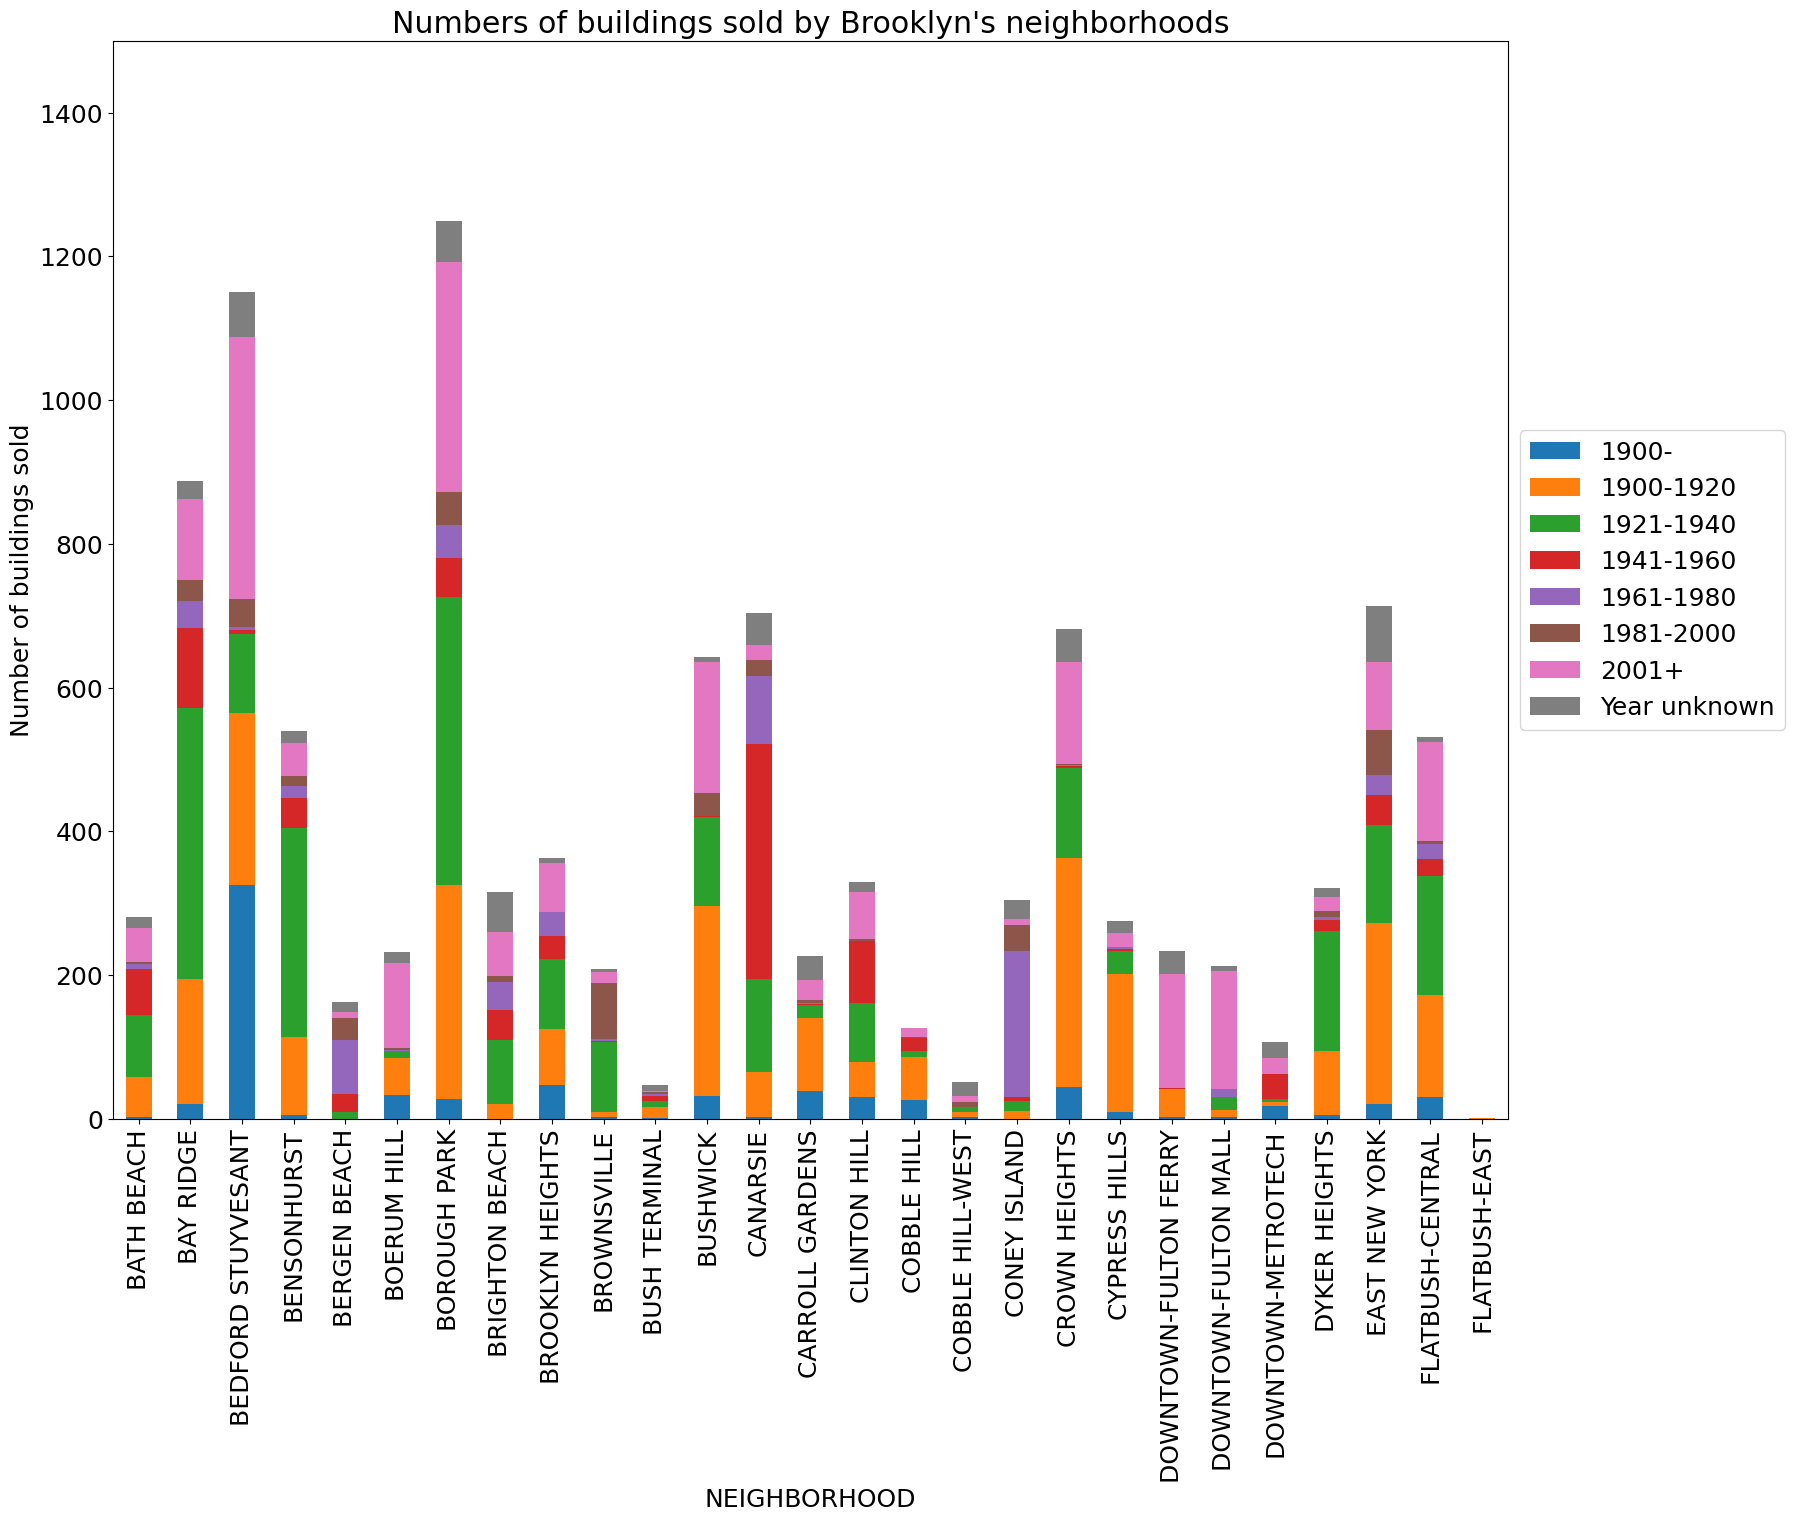 Numbers of buildings sold by Brooklyn's neighborhoods
Number of buildings sold
1400
1200
1000
800
600
400
200
0
1900-
1900-1920
1921-1940
1941-1960
1961-1980
1981-2000
2001+
Year unknown
BATH BEACH
BAY RIDGE
BEDFORD STUYVESANT
BENSONHURST
BERGEN BEACH
BOERUM HILL
BOROUGH PARK
BRIGHTON BEACH
BROOKLYN HEIGHTS
BROWNSVILLE
BUSH TERMINAL
BUSHWICK
CANARSIE
CARROLL GARDENS
CLINTON HILL
COBBLE HILL
COBBLE HILL-WEST
CONEY ISLAND
CROWN HEIGHTS
CYPRESS HILLS
DOWNTOWN-FULTON FERRY
DOWNTOWN-FULTON MALL
DOWNTOWN-METROTECH
DYKER HEIGHTS
EAST NEW YORK
FLATBUSH-CENTRAL
FLATBUSH-EAST
NEIGHBORHOOD